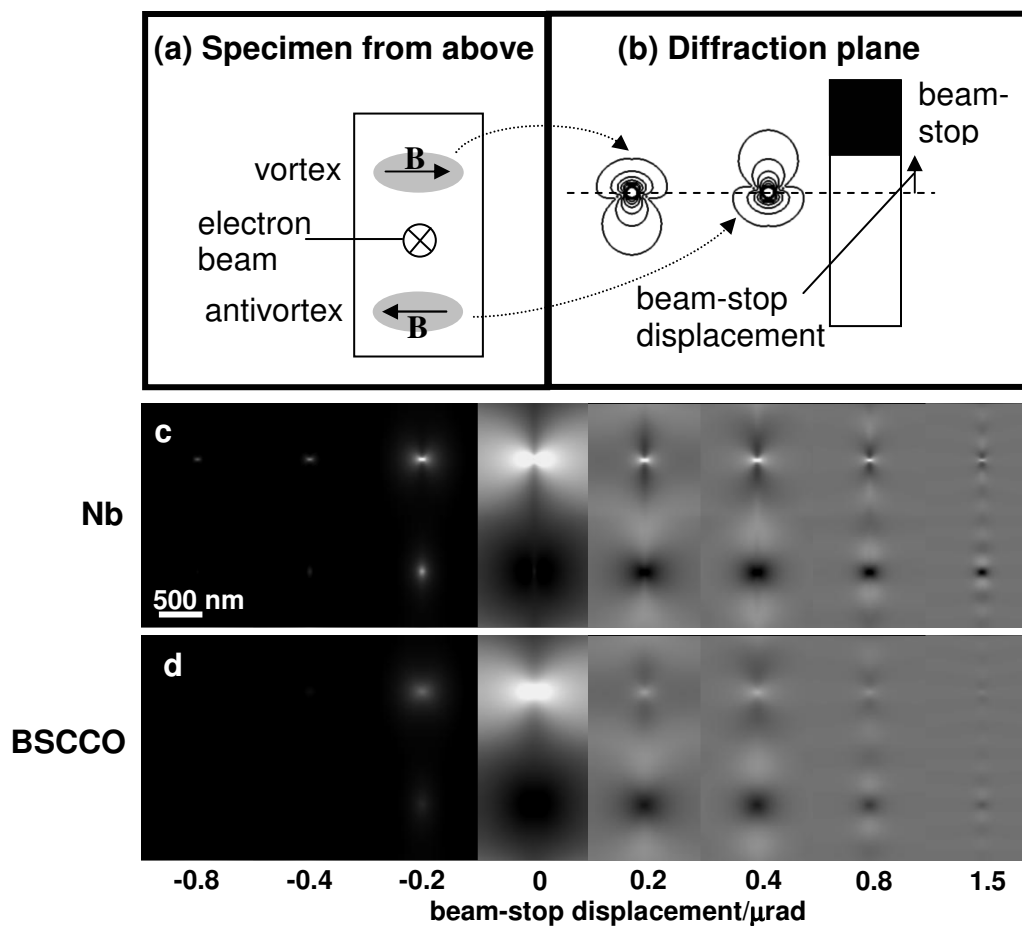 (a) Specimen from above
vortex
B
electron
beam
antivortex
B
(b) Diffraction plane
beam-
stop
beam-stop
displacement
c
Nb
500 nm
d
BSCCO
-0.8 -0.4 -0.2 0 0.2 0.4 0.8 1.5
beam-stop displacement/μrad